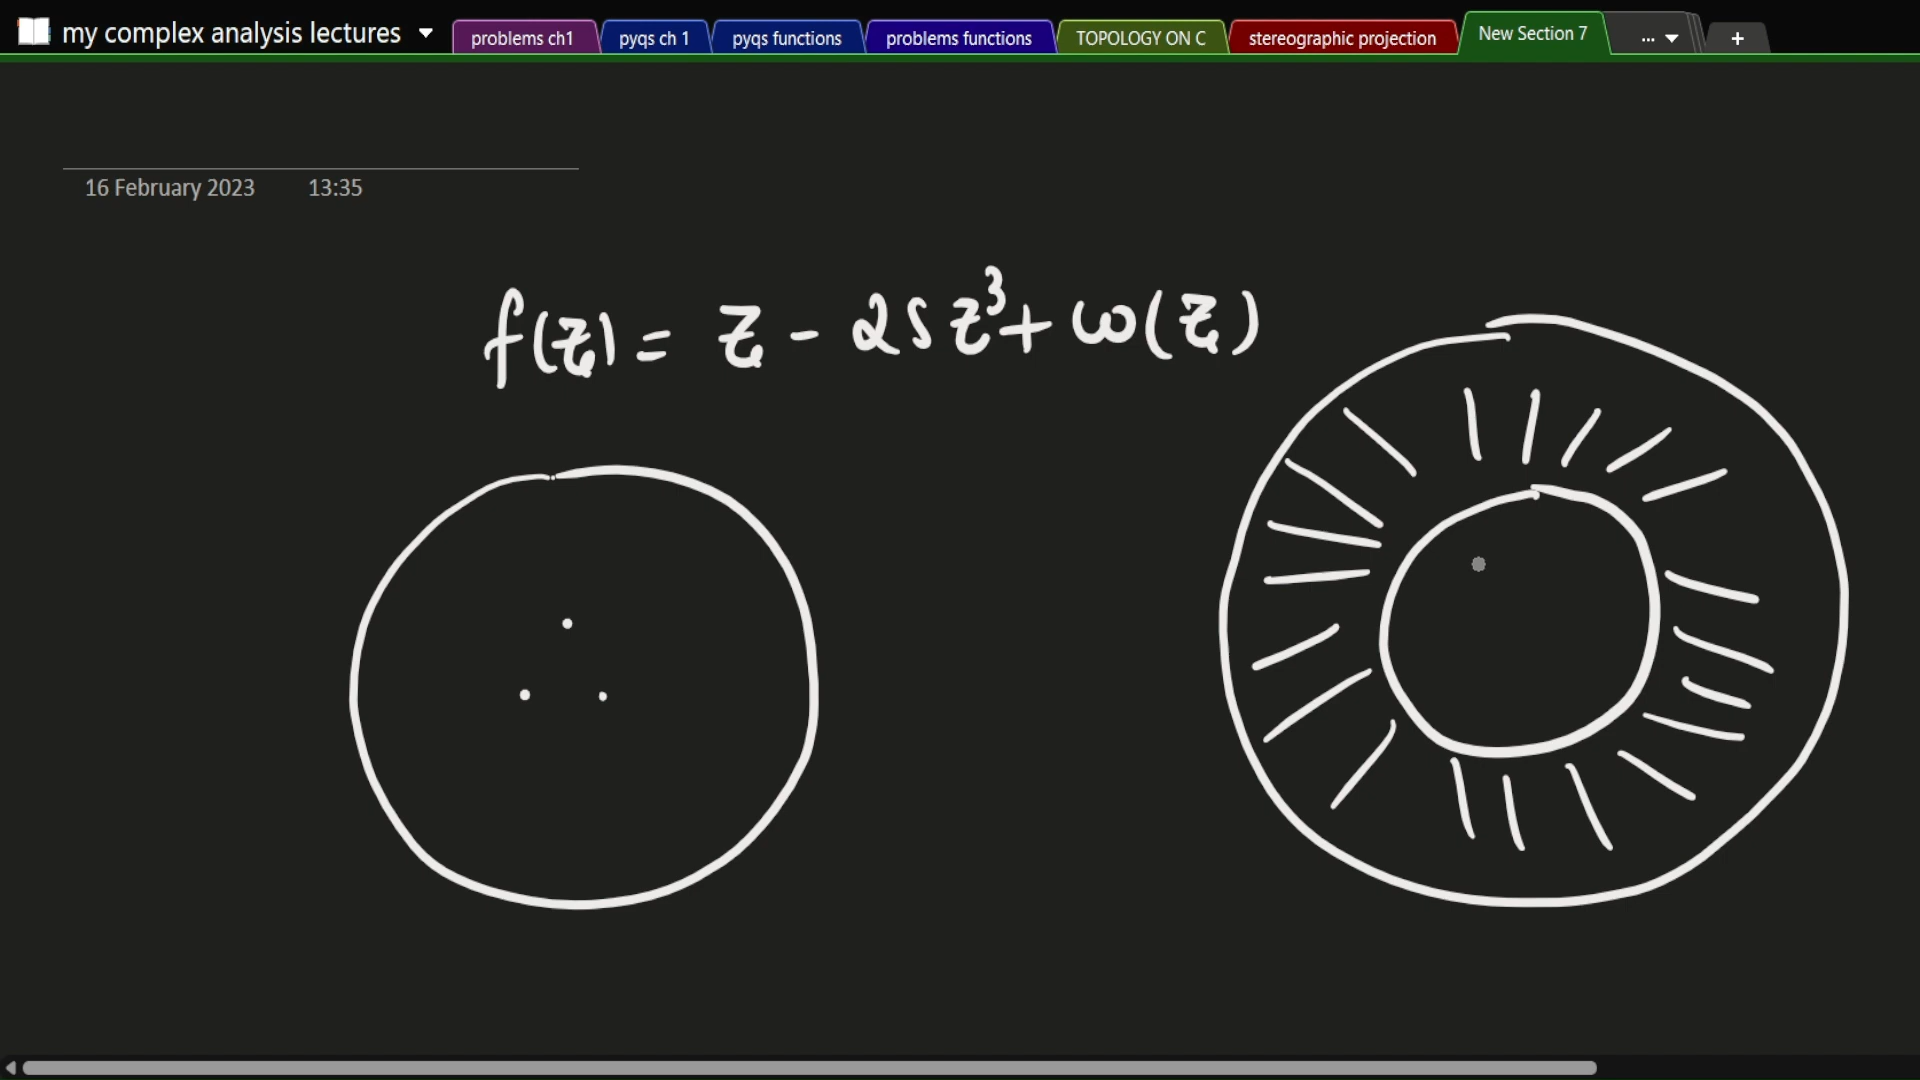 my complex analysis lectures
problems ch1
pyqs ch 1
pyqs functions
problems functions
TOPOLOGY ON C
stereographic projection
New Section 7
...
+
16 February 2023 13:35
f(z) = z - 25z³ + ω(z)